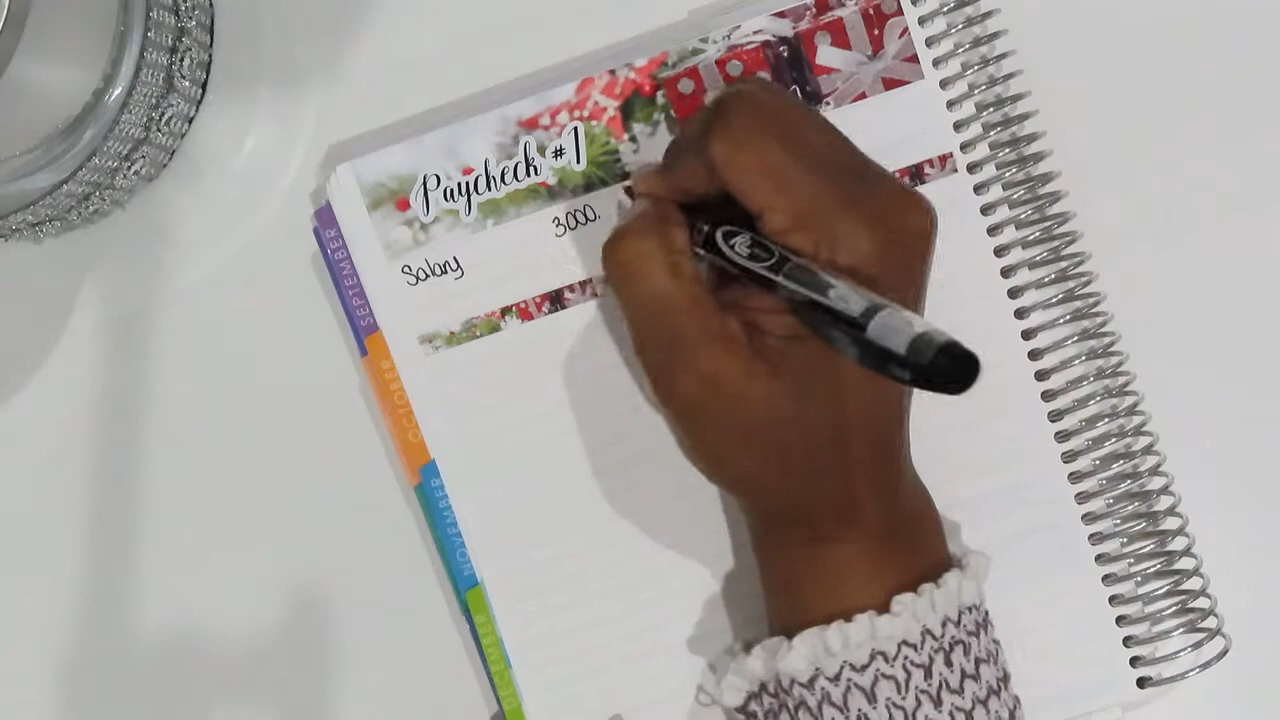 Paycheck #1
3000.
Salary
SEPTEMBER
OCTOBER
NOVEMBER
DECEMBER